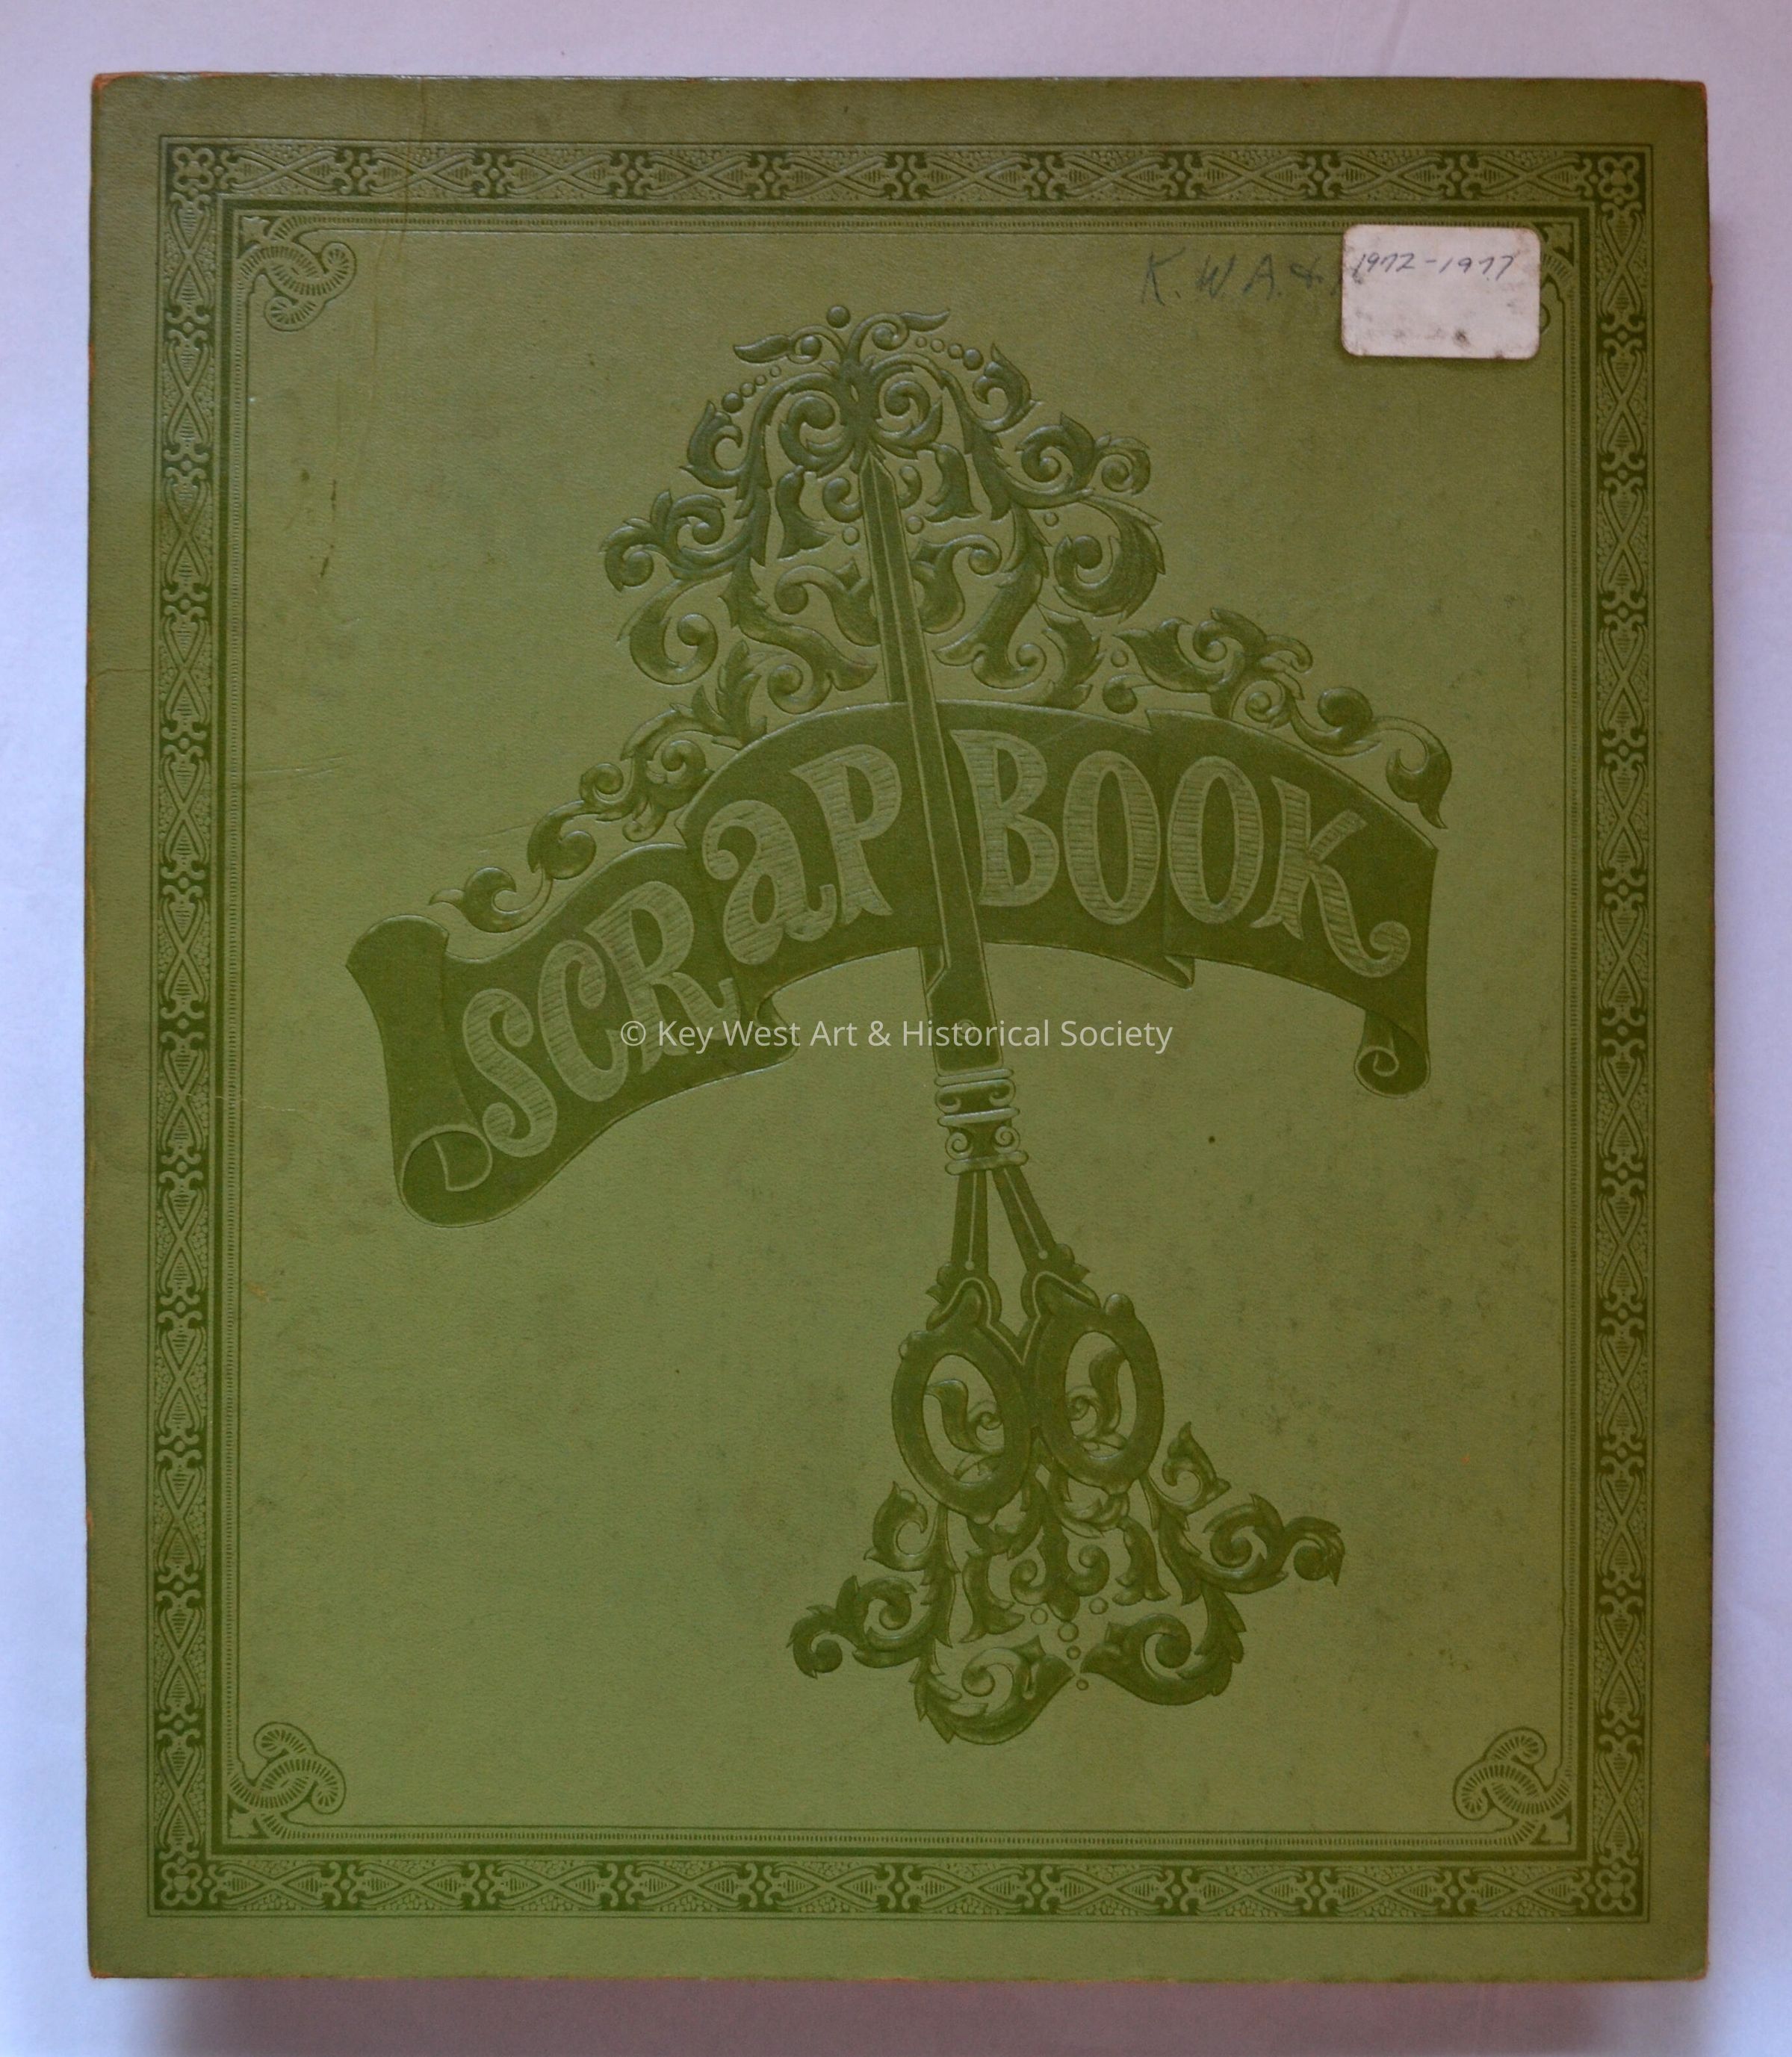 K. W. A. &
1972-1977
SCRAP BOOK
© Key West Art & Historical Society